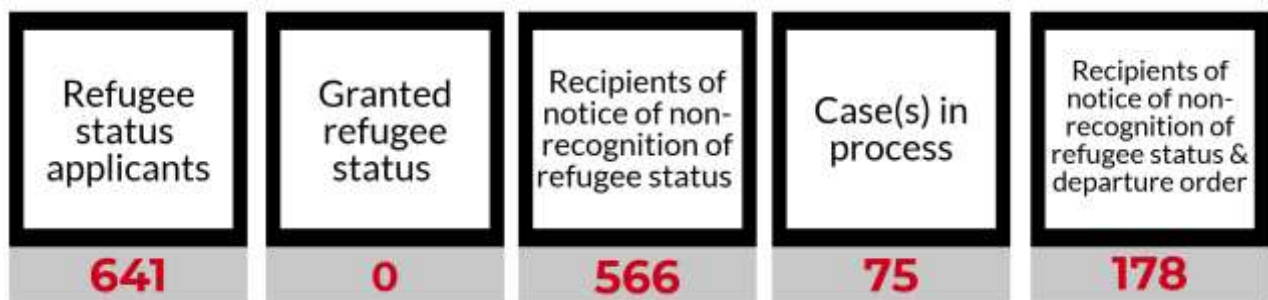 Refugee
status
applicants
641
Granted
refugee
status
0
Recipients of
notice of non-
recognition of
refugee status
566
Case(s) in
process
75
Recipients of
notice of non-
recognition of
refugee status &
departure order
178